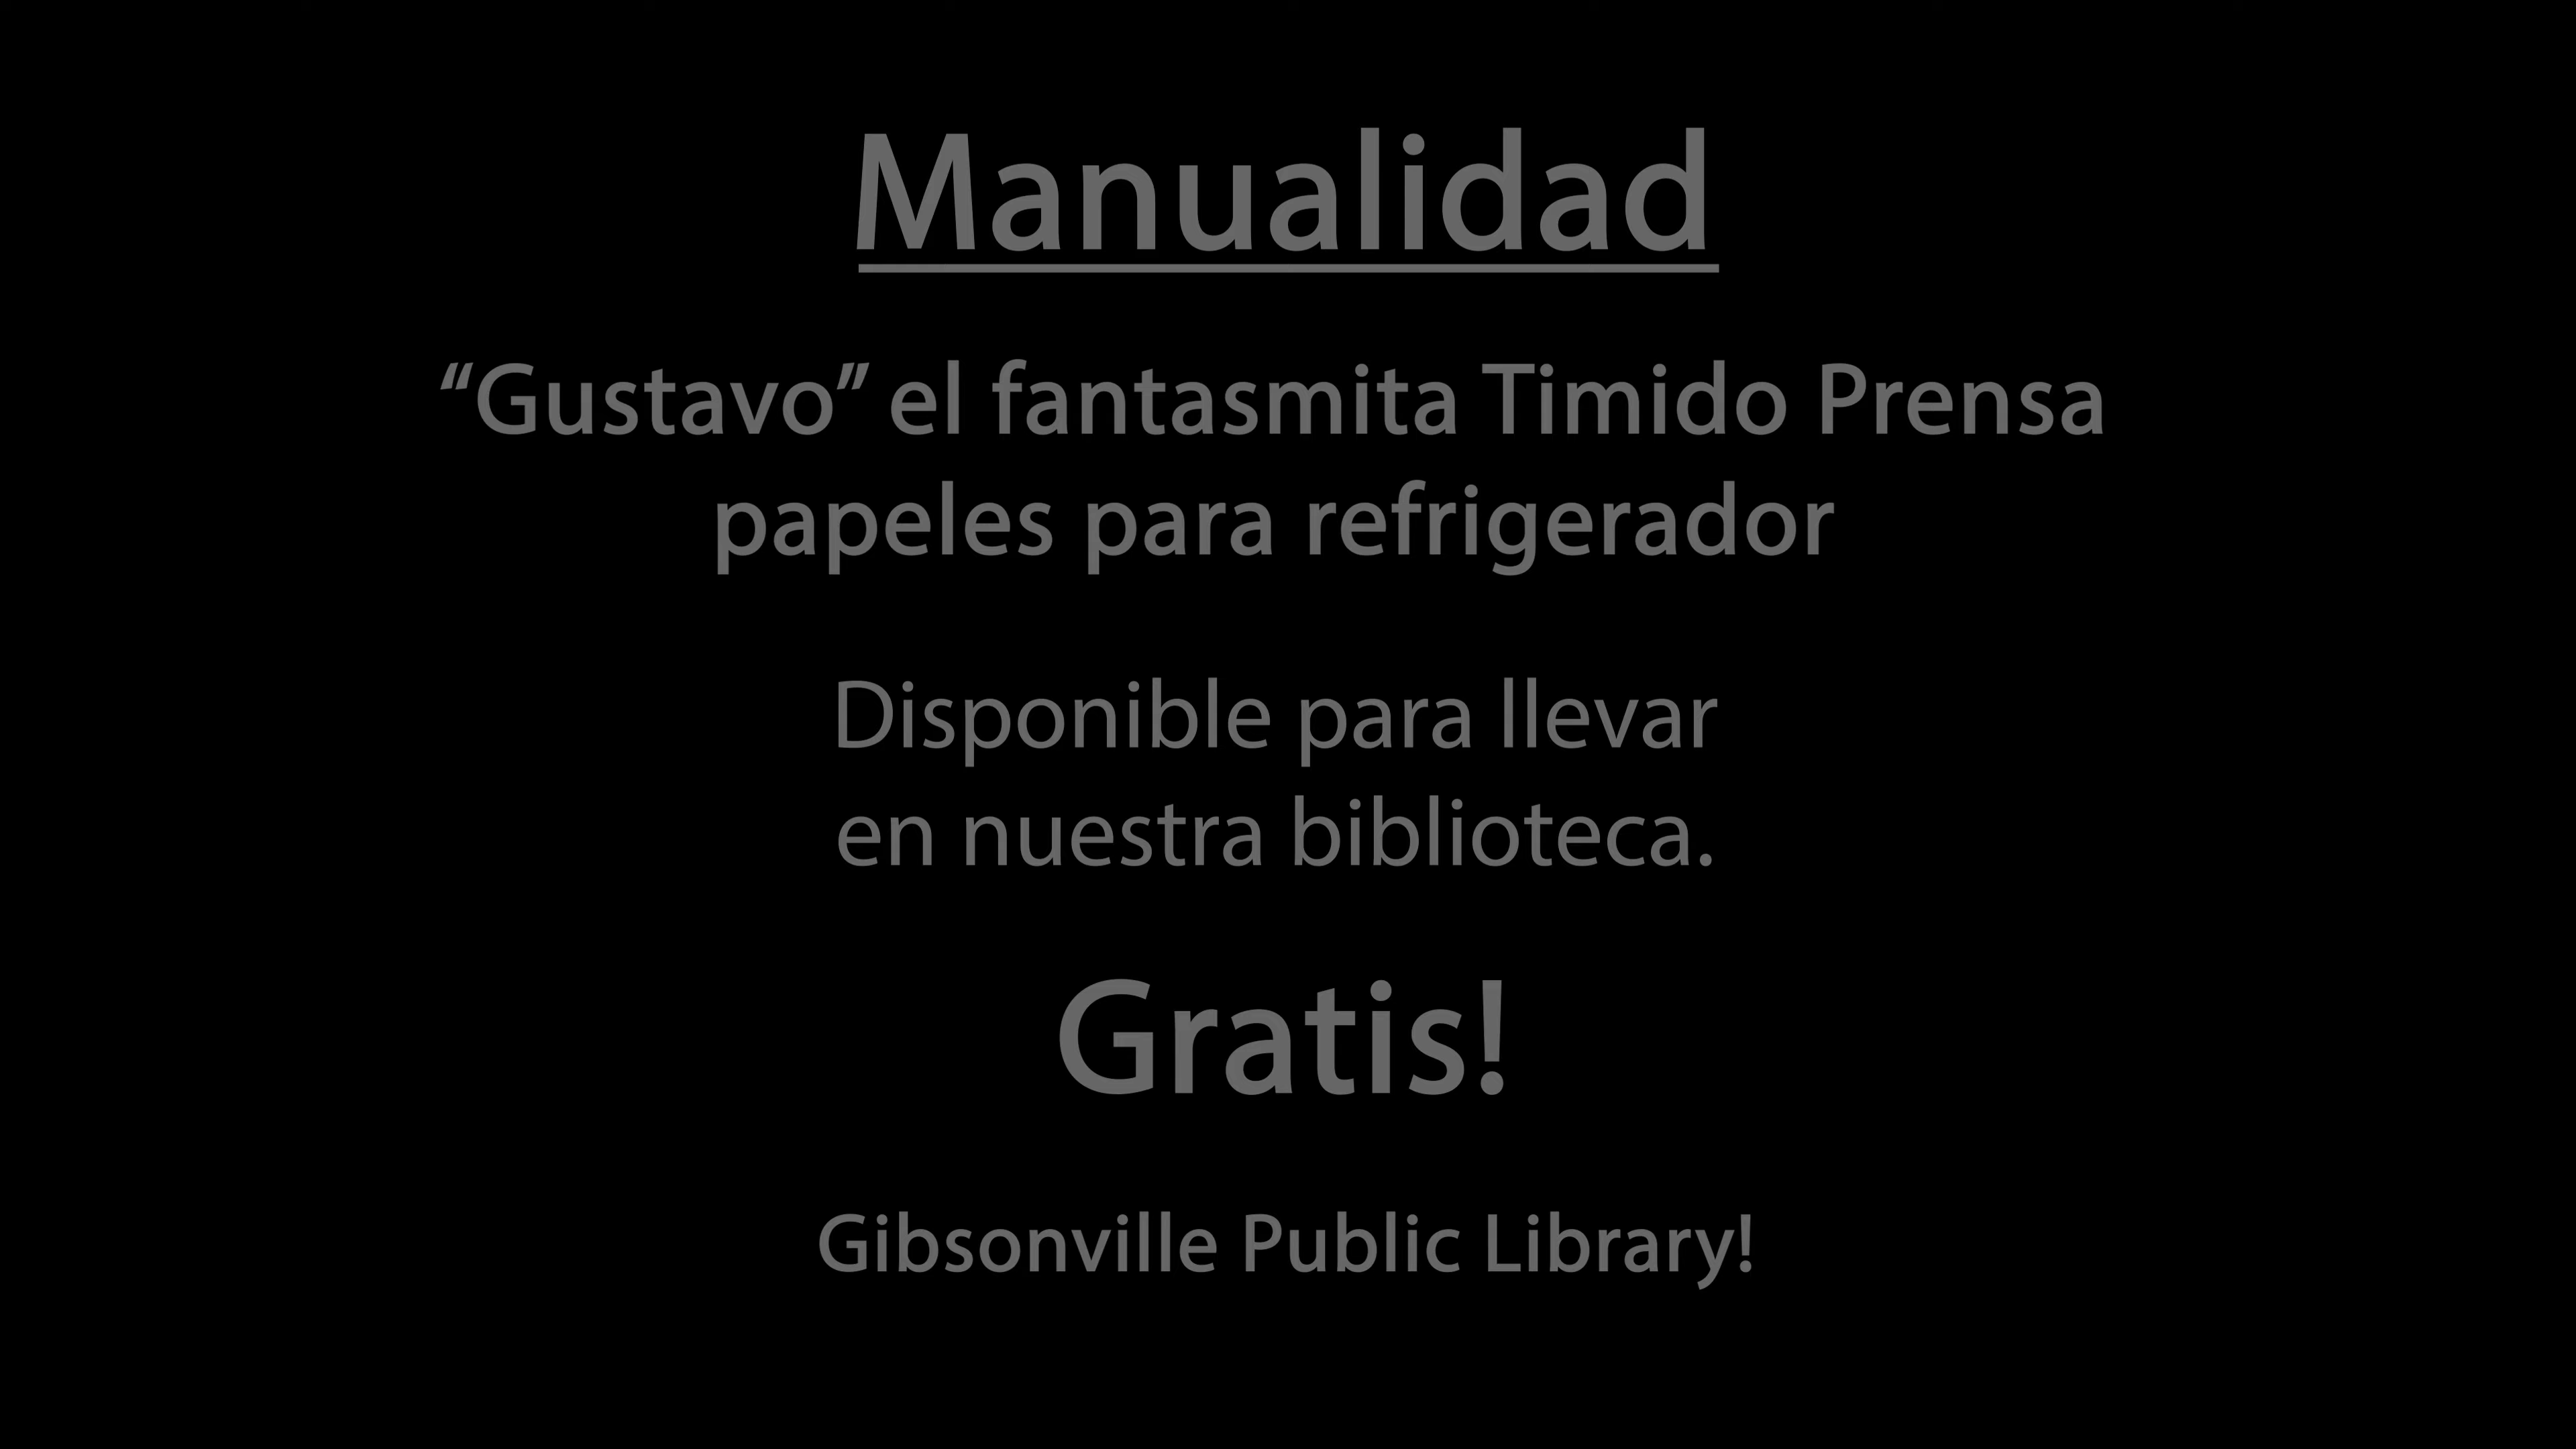 Manualidad
“Gustavo” el fantasmita Timido Prensa
papeles para refrigerador
Disponible para llevar
en nuestra biblioteca.
Gratis!
Gibsonville Public Library!